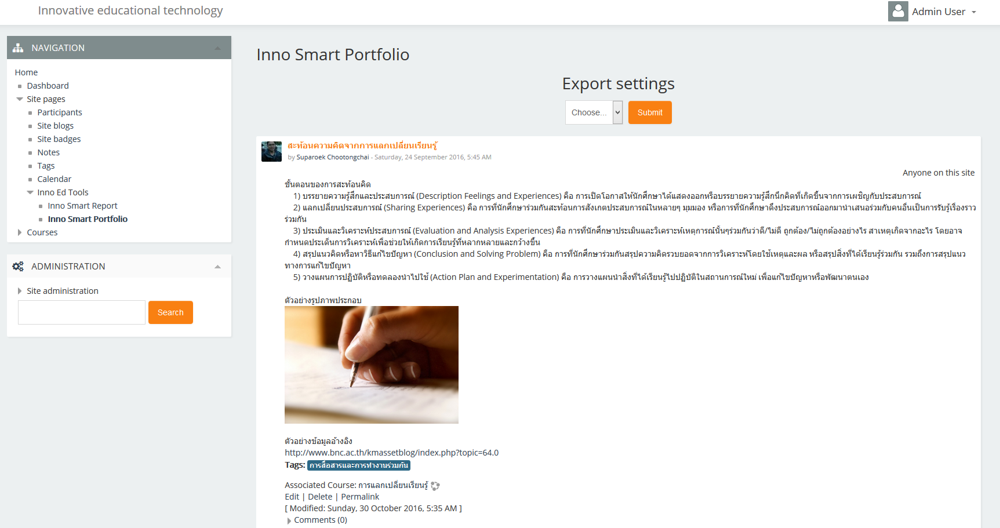 Innovative educational technology
Admin User
NAVIGATION
Home
Dashboard
Site pages
Participants
Site blogs
Site badges
Notes
Tags
Calendar
Inno Ed Tools
Inno Smart Report
Inno Smart Portfolio
Courses
ADMINISTRATION
Site administration
Search
Inno Smart Portfolio
Export settings
Choose...
Submit
สะท้อนความคิดจากการแลกเปลี่ยนเรียนรู้
by Suparoek Chootongchai - Saturday, 24 September 2016, 5:45 AM
Anyone on this site
ขั้นตอนของการสะท้อนคิด
1) บรรยายความรู้สึกและประสบการณ์ (Description Feelings and Experiences) คือ การเปิดโอกาสให้นักศึกษาได้แสดงออกหรือบรรยายความรู้สึกนึกคิดที่เกิดขึ้นจากการเผชิญกับประสบการณ์
2) แลกเปลี่ยนประสบการณ์ (Sharing Experiences) คือ การที่นักศึกษาร่วมกันสะท้อนการสังเกตประสบการณ์ในหลายๆ มุมมอง หรือการที่นักศึกษาดึงประสบการณ์ออกมานำเสนอร่วมกับคนอื่นเป็นการรับรู้เรื่องราว
ร่วมกัน
3) ประเมินและวิเคราะห์ประสบการณ์ (Evaluation and Analysis Experiences) คือ การที่นักศึกษาประเมินและวิเคราะห์เหตุการณ์นั้นๆร่วมกันว่าดี/ไม่ดี ถูกต้อง/ไม่ถูกต้องอย่างไร สาเหตุเกิดจากอะไร โดยอาจ
กำหนดประเด็นการวิเคราะห์เพื่อช่วยให้เกิดการเรียนรู้ที่หลากหลายและกว้างขึ้น
4) สรุปแนวคิดหรือหาวิธีแก้ไขปัญหา (Conclusion and Solving Problem) คือ การที่นักศึกษาร่วมกันสรุปความคิดรวบยอดจากการวิเคราะห์โดยใช้เหตุและผล หรือสรุปสิ่งที่ได้เรียนรู้ร่วมกัน รวมถึงการสรุปแนว
ทางการแก้ไขปัญหา
5) วางแผนการปฏิบัติหรือทดลองนำไปใช้ (Action Plan and Experimentation) คือ การวางแผนนำสิ่งที่ได้เรียนรู้ไปปฏิบัติในสถานการณ์ใหม่ เพื่อแก้ไขปัญหาหรือพัฒนาตนเอง
ตัวอย่างรูปภาพประกอบ
ตัวอย่างข้อมูลอ้างอิง
http://www.bnc.ac.th/kmassetblog/index.php?topic=64.0
Tags: การสื่อสารและการทำงานร่วมกัน
Associated Course: การแลกเปลี่ยนเรียนรู้
Edit | Delete | Permalink
[ Modified: Sunday, 30 October 2016, 5:35 AM ]
Comments (0)